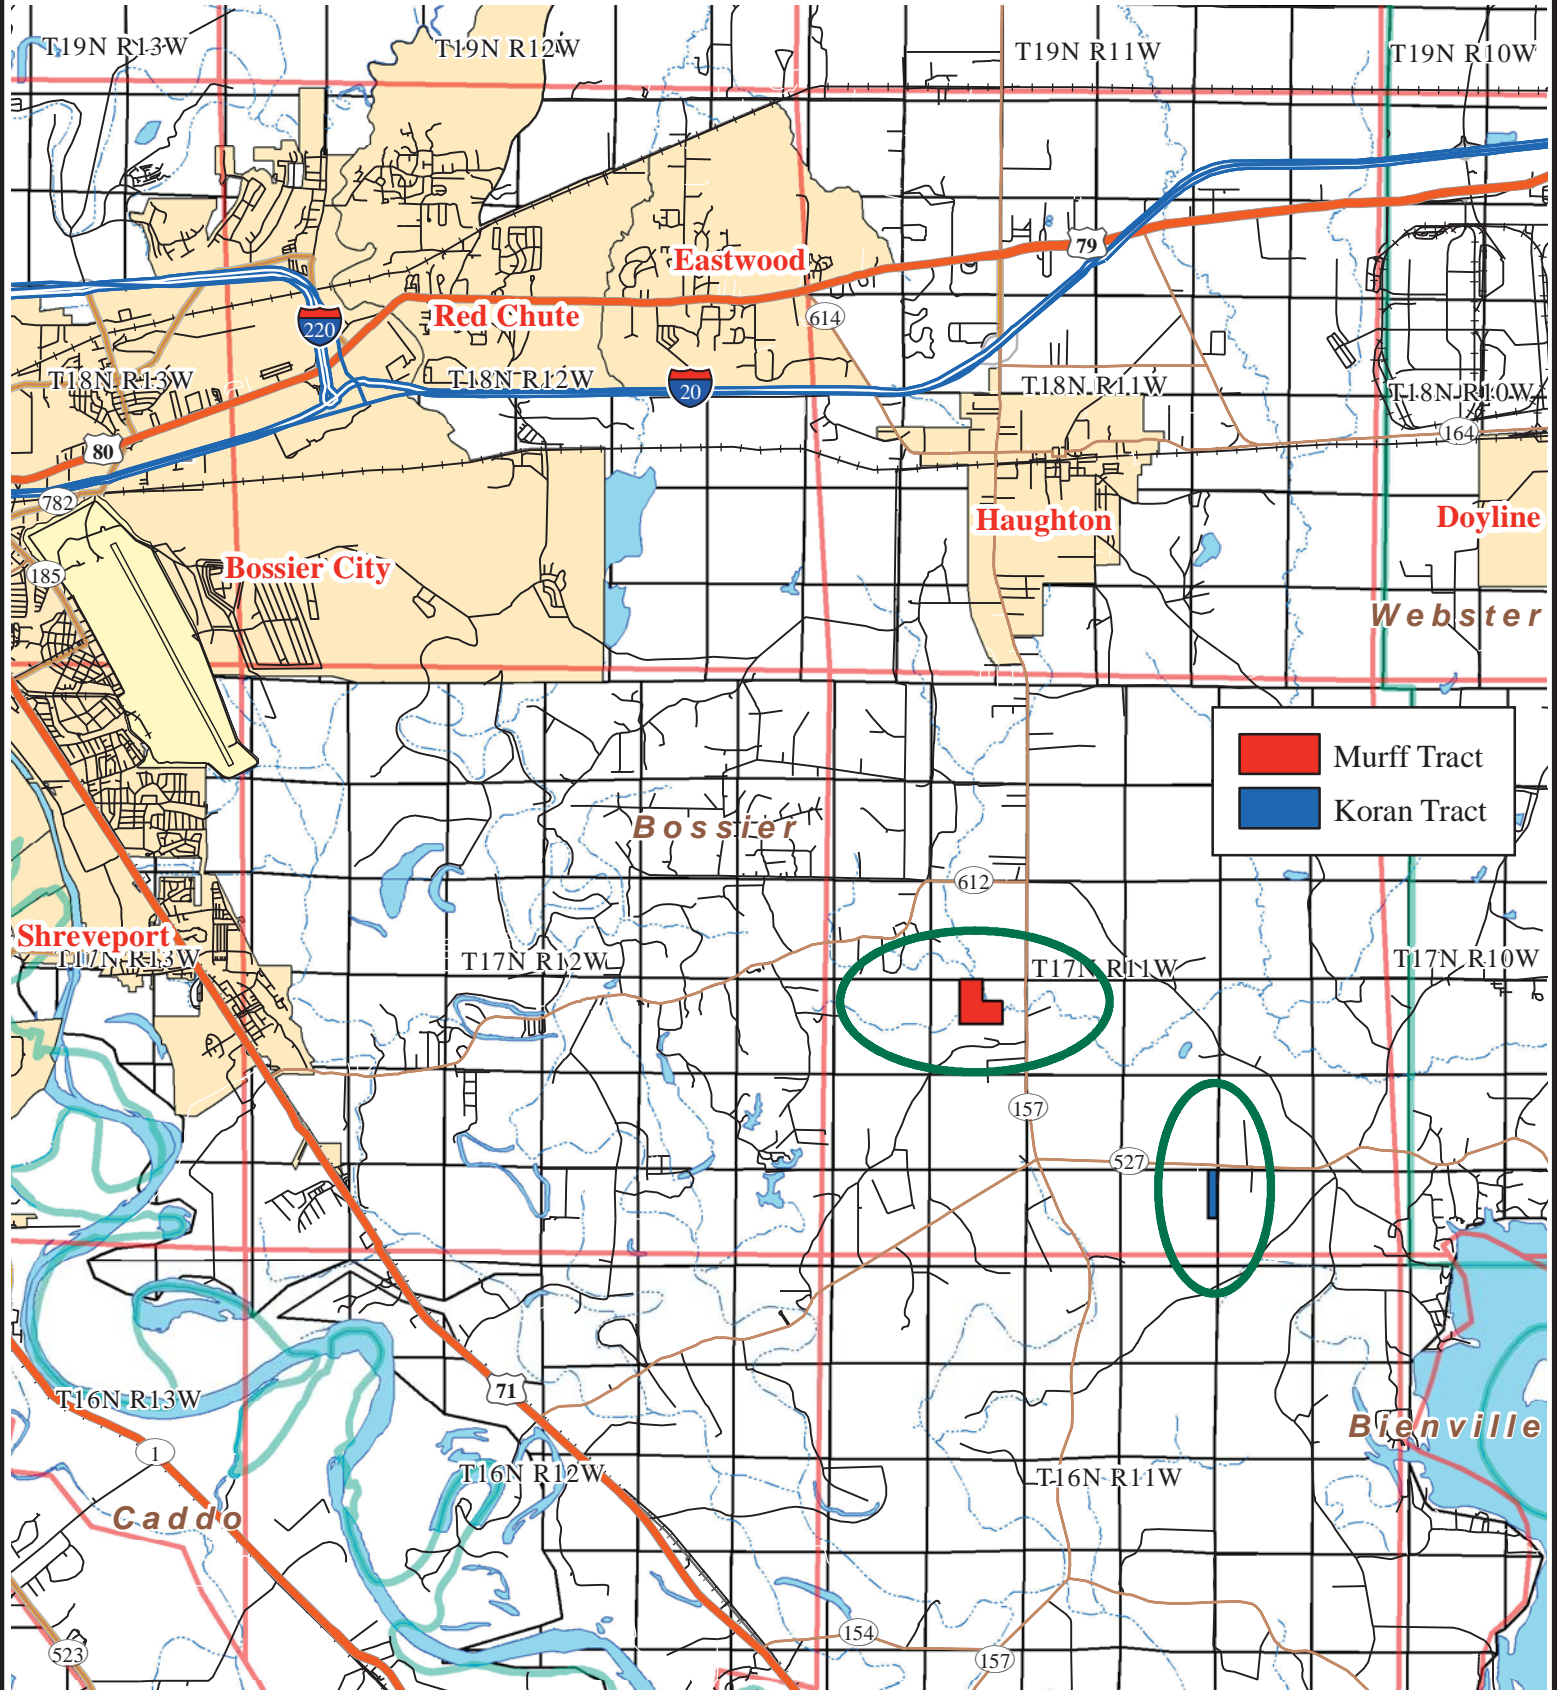 T19N R13W
T19N R12W
T19N R11W
T19N R10W
79
Eastwood
Red Chute
614
220
T18N R13W
T18N R12W
20
T18N R11W
T18N R10W
164
80
782
Haughton
Doyline
Bossier City
185
Webster
Murff Tract
Koran Tract
Bossier
612
Shreveport
T17N R13W
T17N R12W
T17N R11W
T17N R10W
157
527
71
T16N R13W
1
Bienville
T16N R12W
T16N R11W
Caddo
154
523
157